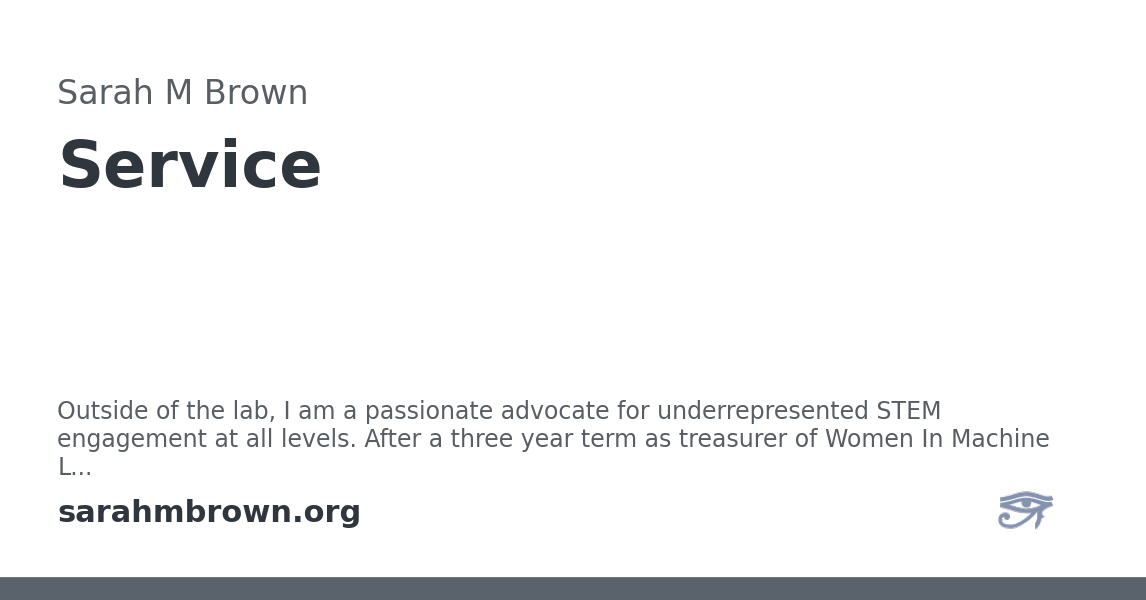 Sarah M Brown
Service
Outside of the lab, I am a passionate advocate for underrepresented STEM
engagement at all levels. After a three year term as treasurer of Women In Machine
L...
sarahmbrown.org